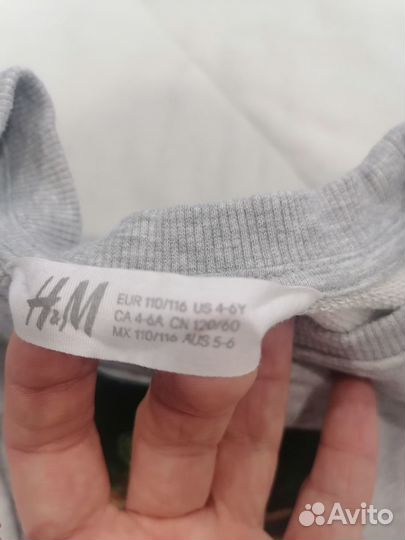 H&M
EUR 110/116 US 4-6Y
CA 4-6A CN 120/60
MX 110/116 AUS 5-6
Avito